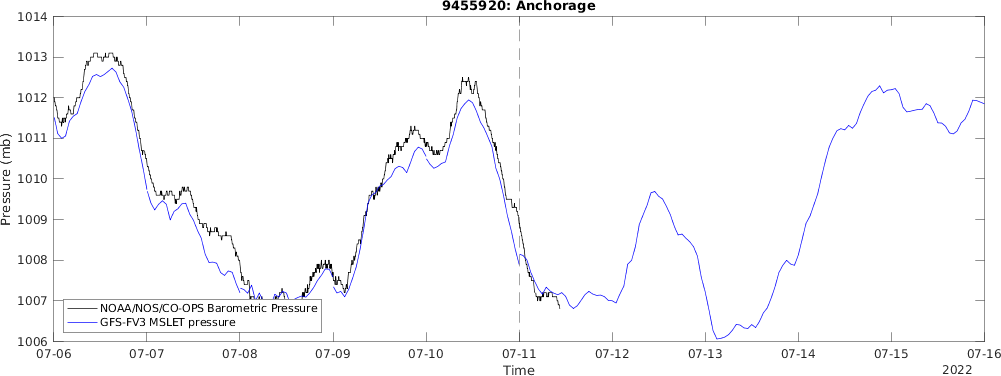 9455920: Anchorage
Pressure (mb)
1014
1013
1012
1011
1010
1009
1008
1007
1006
NOAA/NOS/CO-OPS Barometric Pressure
GFS-FV3 MSLET pressure
07-06 07-07 07-08 07-09 07-10 07-11 07-12 07-13 07-14 07-15 07-16
Time
2022